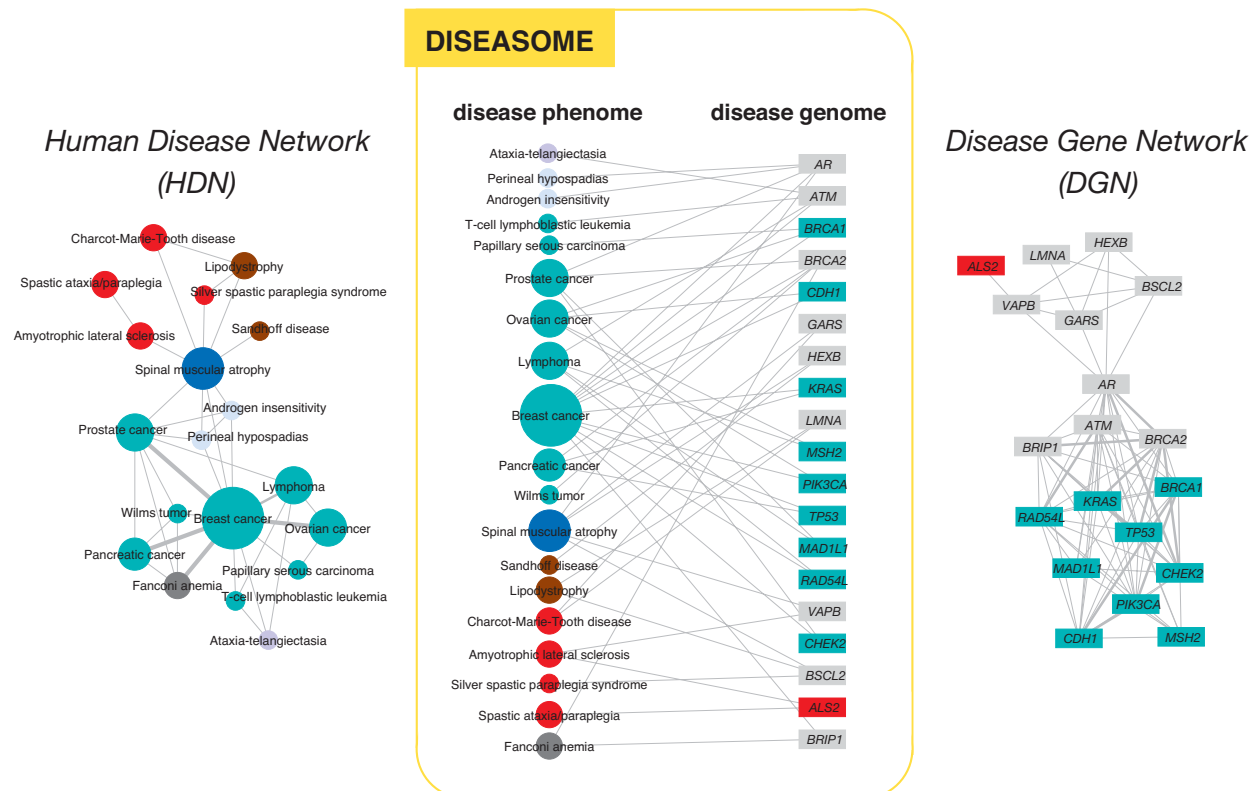 DISEASOME
disease phenome
disease genome
Human Disease Network
(HDN)
Disease Gene Network
(DGN)
Charcot-Marie-Tooth disease
Lipodystrophy
Spastic ataxia/paraplegia
Silver spastic paraplegia syndrome
Amyotrophic lateral sclerosis
Sandhoff disease
Spinal muscular atrophy
Androgen insensitivity
Prostate cancer
Perineal hypospadias
Lymphoma
Wilms tumor
Breast cancer
Ovarian cancer
Pancreatic cancer
Papillary serous carcinoma
Fanconi anemia
T-cell lymphoblastic leukemia
Ataxia-telangiectasia
Ataxia-telangiectasia
Perineal hypospadias
Androgen insensitivity
T-cell lymphoblastic leukemia
Papillary serous carcinoma
Prostate cancer
Ovarian cancer
Lymphoma
Breast cancer
Pancreatic cancer
Wilms tumor
Spinal muscular atrophy
Sandhoff disease
Lipodystrophy
Charcot-Marie-Tooth disease
Amyotrophic lateral sclerosis
Silver spastic paraplegia syndrome
Spastic ataxia/paraplegia
Fanconi anemia
AR
ATM
BRCA1
BRCA2
CDH1
GARS
HEXB
KRAS
LMNA
MSH2
PIK3CA
TP53
MAD1L1
RAD54L
VAPB
CHEK2
BSCL2
ALS2
BRIP1
HEXB
LMNA
ALS2
BSCL2
VAPB
GARS
AR
ATM
BRIP1
BRCA2
BRCA1
KRAS
RAD54L
TP53
MAD1L1
CHEK2
PIK3CA
CDH1
MSH2